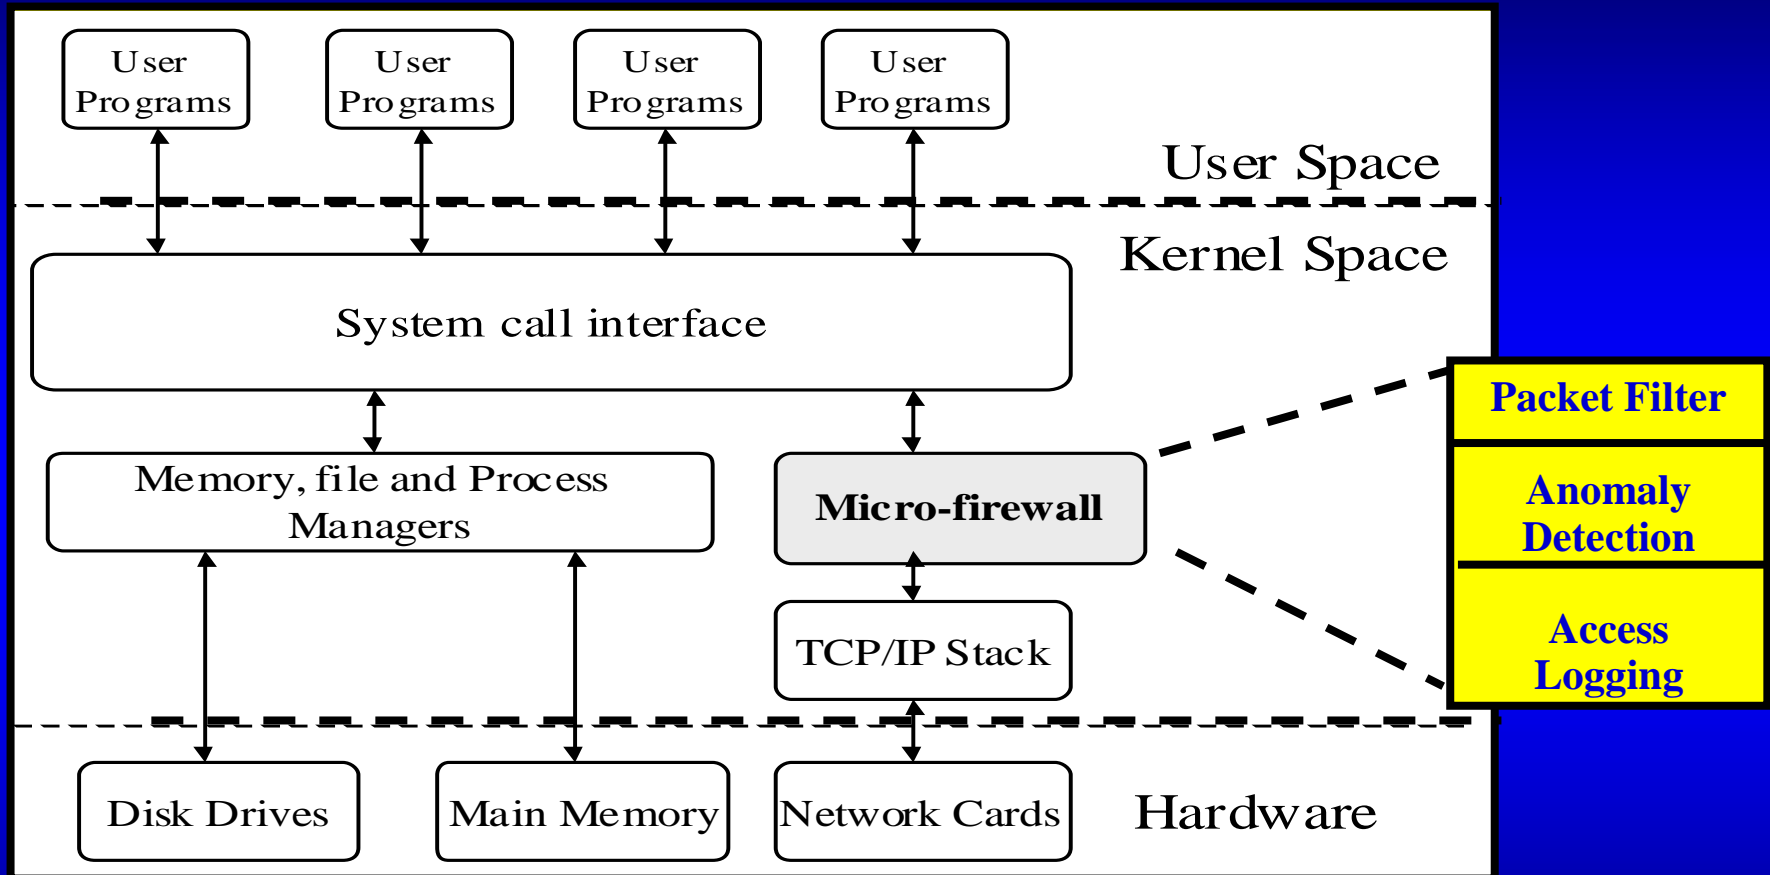 User
Programs
User
Programs
User
Programs
User
Programs
User Space
Kernel Space
System call interface
Packet Filter
Anomaly
Detection
Access
Logging
Memory, file and Process
Managers
Micro-firewall
TCP/IP Stack
Disk Drives
Main Memory
Network Cards
Hardware